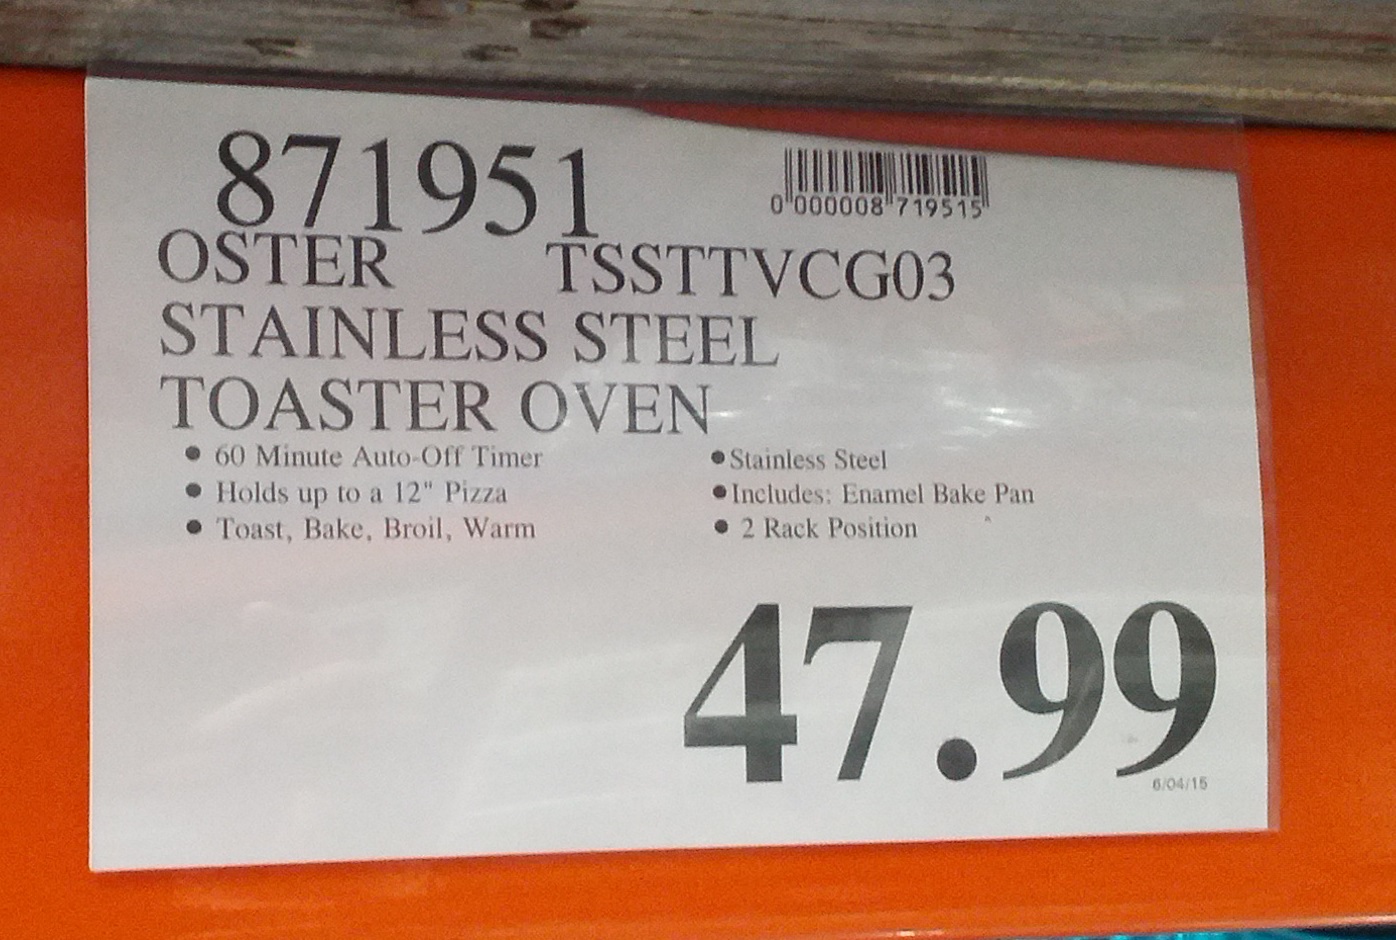 871951
0 000008 719515
OSTER TSSTTVCG03
STAINLESS STEEL
TOASTER OVEN
• 60 Minute Auto-Off Timer
• Holds up to a 12" Pizza
• Toast, Bake, Broil, Warm
• Stainless Steel
• Includes: Enamel Bake Pan
• 2 Rack Position
47.99
6/04/15